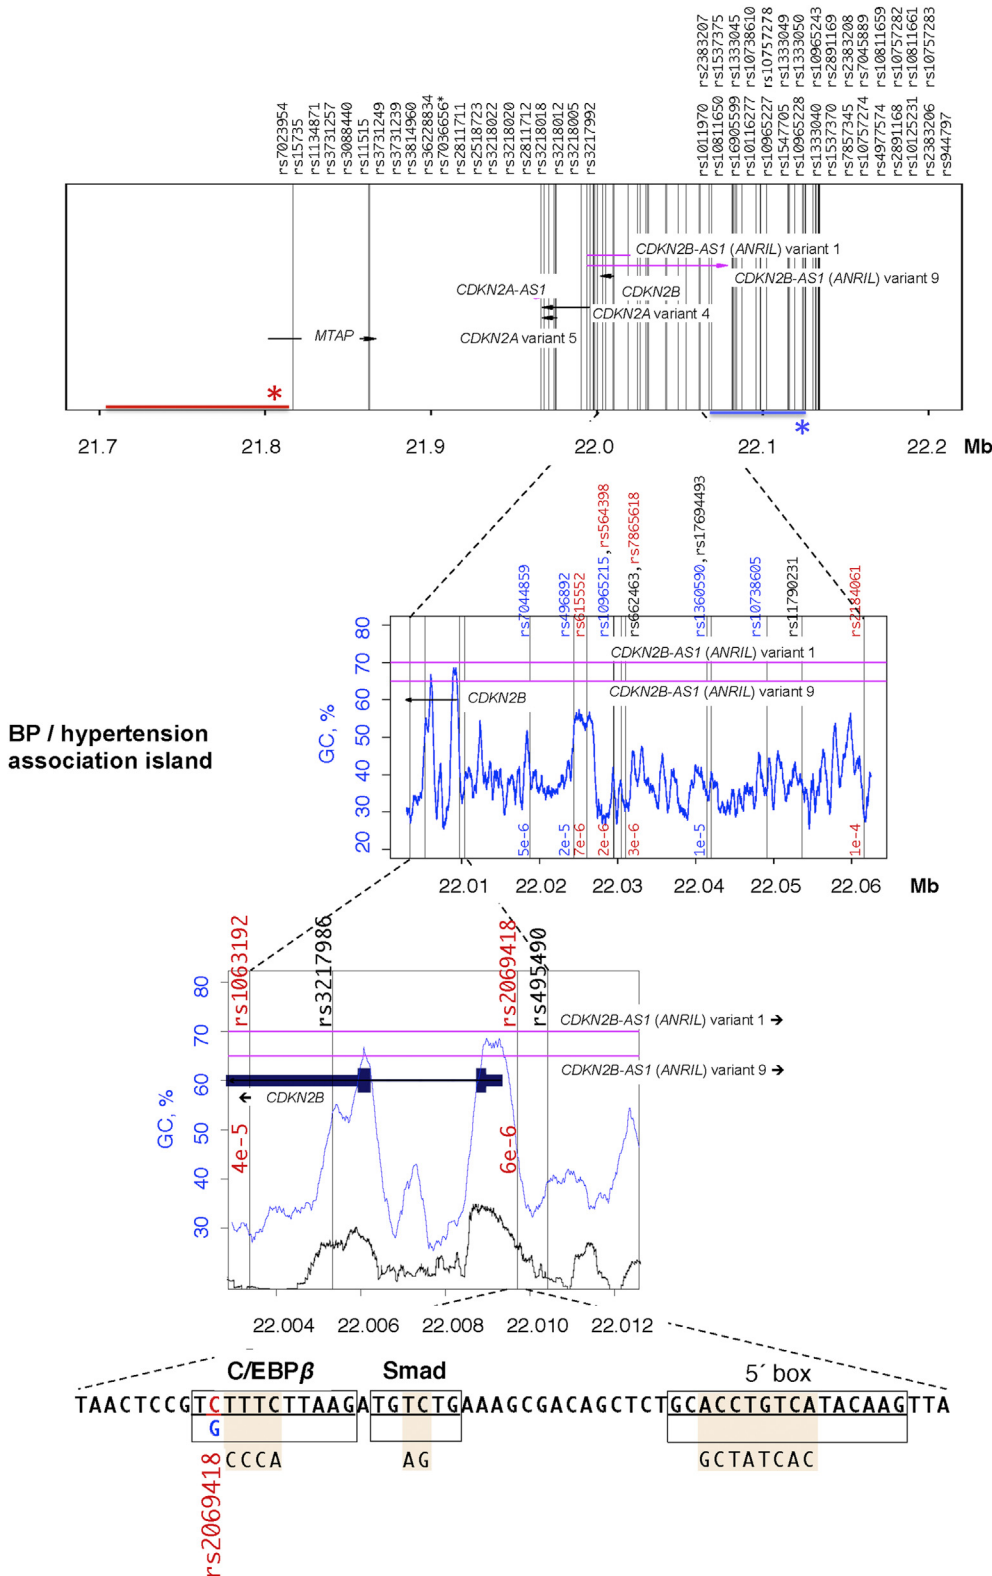 rs2383207
rs1537375
rs1333045
rs10738610
rs10757278
rs1333049
rs1333050
rs10965243
rs2891169
rs2383208
rs7045889
rs10811659
rs10757282
rs10811661
rs10757283
rs7023954
rs15735
rs1134871
rs3731257
rs3088440
rs11515
rs3731249
rs3731239
rs3814960
rs36228834
rs7036656*
rs2811711
rs2518723
rs3218022
rs3218020
rs2811712
rs3218018
rs3218012
rs3218005
rs3217992
rs1011970
rs10811650
rs16905599
rs10116277
rs10965227
rs1547705
rs10965228
rs1333040
rs1537370
rs7857345
rs10757274
rs4977574
rs2891168
rs10125231
rs2383206
rs944797
CDKN2B-AS1 (ANRIL) variant 1
CDKN2B-AS1 (ANRIL) variant 9
CDKN2A-AS1
CDKN2B
CDKN2A variant 4
MTAP
CDKN2A variant 5
*
*
21.7 21.8 21.9 22.0 22.1 22.2 Mb
rs7044859
rs496892
rs615552
rs10965215,rs564398
rs662463,rs7865618
rs1360590,rs17694493
rs10738605
rs11790231
rs2184061
80
70
60
50
40
30
20
GC, %
CDKN2B-AS1 (ANRIL) variant 1
CDKN2B-AS1 (ANRIL) variant 9
CDKN2B
BP / hypertension
association island
5e-6
2e-5
7e-6
2e-6
3e-6
1e-5
1e-4
22.01 22.02 22.03 22.04 22.05 22.06 Mb
rs1063192
rs3217986
rs2069418
rs495490
80
70
60
50
40
30
GC, %
CDKN2B-AS1 (ANRIL) variant 1 →
CDKN2B-AS1 (ANRIL) variant 9 →
← CDKN2B
4e-5
6e-6
22.004 22.006 22.008 22.010 22.012
C/EBPβ Smad 5´ box
TAACTCCGTCTTTCTTAAGATGTCTGAAAGCGACAGCTCTGCACCTGTCATACAAGTTA
G
CCCA AG GCTATCAC
rs2069418